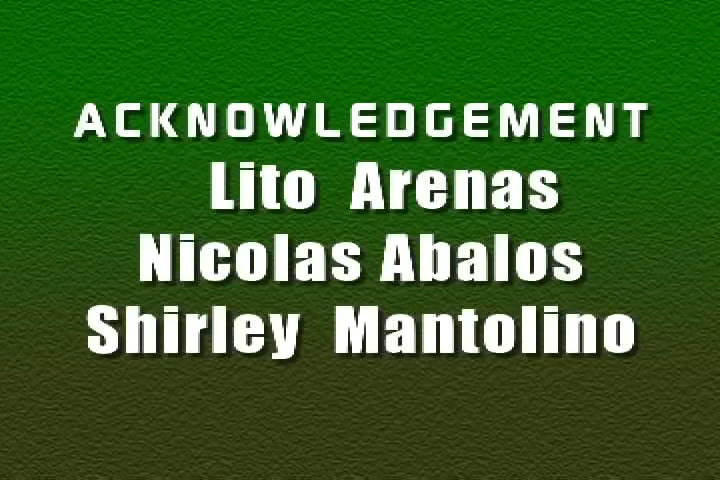 ACKNOWLEDGEMENT
Lito Arenas
Nicolas Abalos
Shirley Mantolino